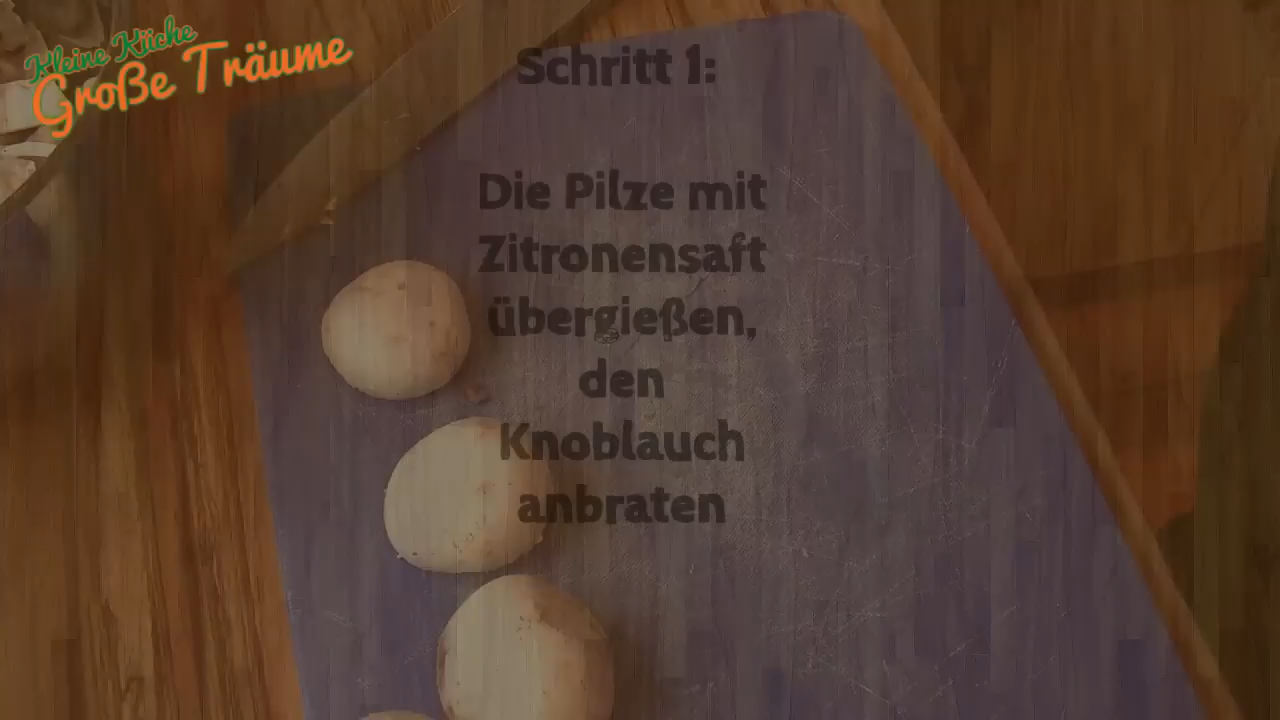 Kleine Küche
Große Träume
Schritt 1:
Die Pilze mit
Zitronensaft
übergießen,
den
Knoblauch
anbraten